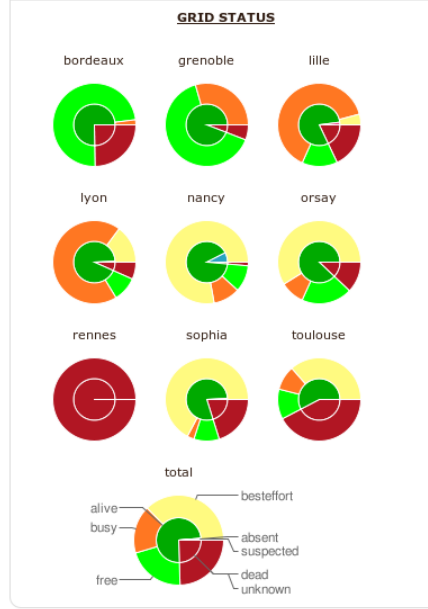 GRID STATUS
bordeaux
grenoble
lille
lyon
nancy
orsay
rennes
sophia
toulouse
total
besteffort
alive
busy
absent
suspected
free
dead
unknown